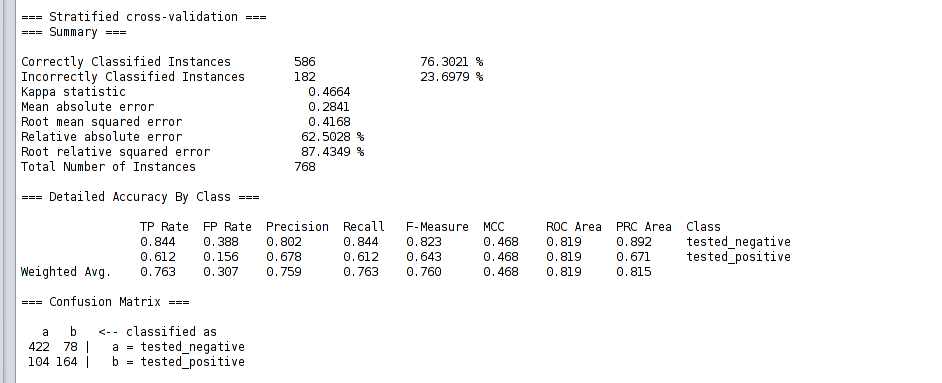 === Stratified cross-validation ===
=== Summary ===
Correctly Classified Instances 586 76.3021 %
Incorrectly Classified Instances 182 23.6979 %
Kappa statistic 0.4664
Mean absolute error 0.2841
Root mean squared error 0.4168
Relative absolute error 62.5028 %
Root relative squared error 87.4349 %
Total Number of Instances 768
=== Detailed Accuracy By Class ===
TP Rate FP Rate Precision Recall F-Measure MCC ROC Area PRC Area Class
0.844 0.388 0.802 0.844 0.823 0.468 0.819 0.892 tested_negative
0.612 0.156 0.678 0.612 0.643 0.468 0.819 0.671 tested_positive
Weighted Avg. 0.763 0.307 0.759 0.763 0.760 0.468 0.819 0.815
=== Confusion Matrix ===
a b <-- classified as
422 78 | a = tested_negative
104 164 | b = tested_positive